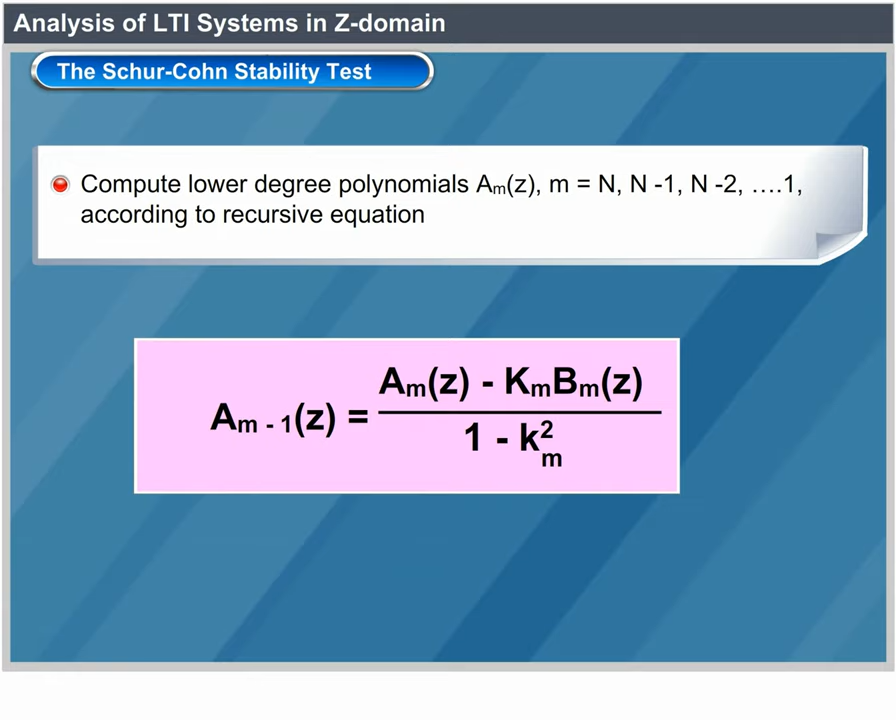 Analysis of LTI Systems in Z-domain
The Schur-Cohn Stability Test
Compute lower degree polynomials Aₘ(z), m = N, N -1, N -2, ….1,
according to recursive equation
Aₘ ₋ ₁(z) = (Aₘ(z) - KₘBₘ(z)) / (1 - kₘ²)